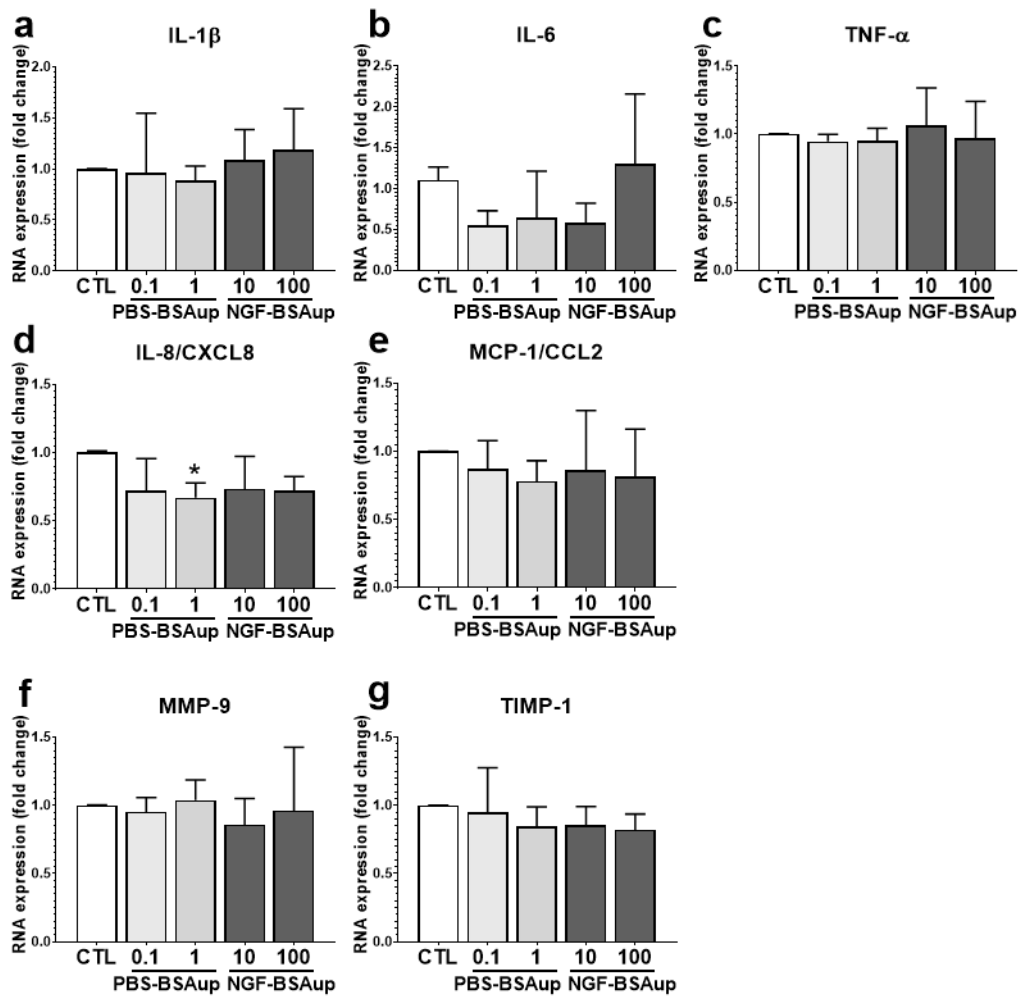 a
IL-1β
RNA expression (fold change)
2.0
1.5
1.0
0.5
0.0
CTL 0.1 1 10 100
PBS-BSAup NGF-BSAup
b
IL-6
RNA expression (fold change)
2.5
2.0
1.5
1.0
0.5
0.0
CTL 0.1 1 10 100
PBS-BSAup NGF-BSAup
c
TNF-α
RNA expression (fold change)
1.5
1.0
0.5
0.0
CTL 0.1 1 10 100
PBS-BSAup NGF-BSAup
d
IL-8/CXCL8
RNA expression (fold change)
1.5
1.0
0.5
0.0
*
CTL 0.1 1 10 100
PBS-BSAup NGF-BSAup
e
MCP-1/CCL2
RNA expression (fold change)
1.5
1.0
0.5
0.0
CTL 0.1 1 10 100
PBS-BSAup NGF-BSAup
f
MMP-9
RNA expression (fold change)
1.5
1.0
0.5
0.0
CTL 0.1 1 10 100
PBS-BSAup NGF-BSAup
g
TIMP-1
RNA expression (fold change)
1.5
1.0
0.5
0.0
CTL 0.1 1 10 100
PBS-BSAup NGF-BSAup